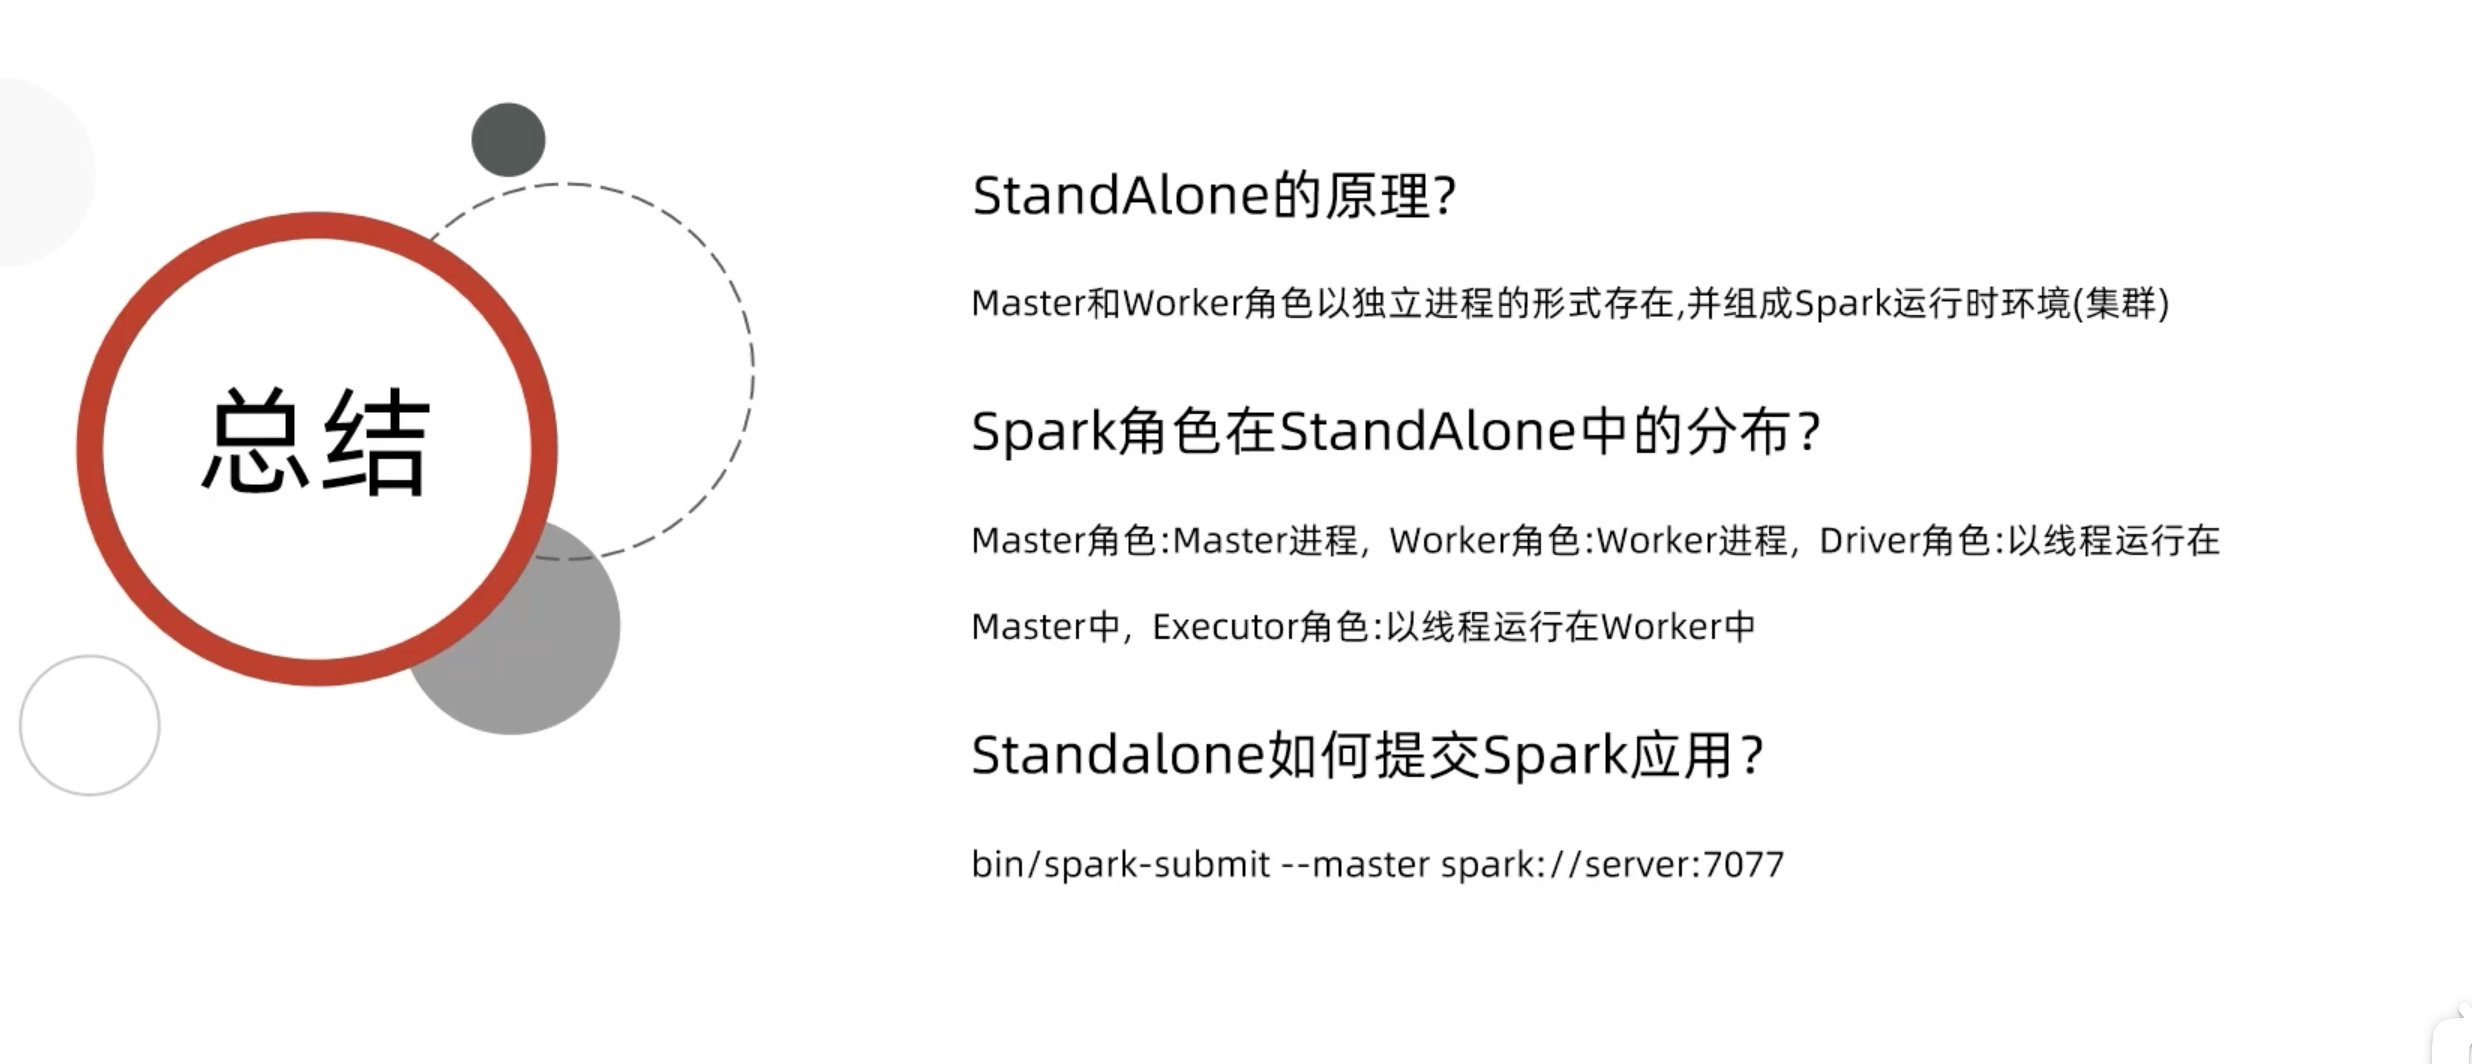 总结
StandAlone的原理?
Master和Worker角色以独立进程的形式存在,并组成Spark运行时环境(集群)
Spark角色在StandAlone中的分布？
Master角色:Master进程，Worker角色:Worker进程，Driver角色:以线程运行在
Master中，Executor角色:以线程运行在Worker中
Standalone如何提交Spark应用？
bin/spark-submit --master spark://server:7077